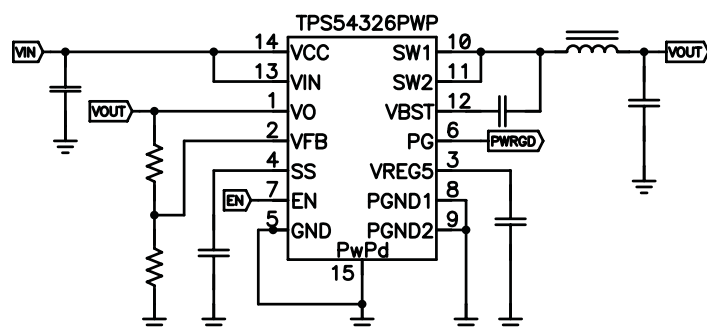 TPS54326PWP
VIN
14 VCC
SW1 10
VOUT
13 VIN
SW2 11
VOUT
1 VO
VBST 12
2 VFB
PG 6
PWRGD
4 SS
VREG5 3
EN
7 EN
PGND1 8
5 GND
PGND2 9
PwPd
15